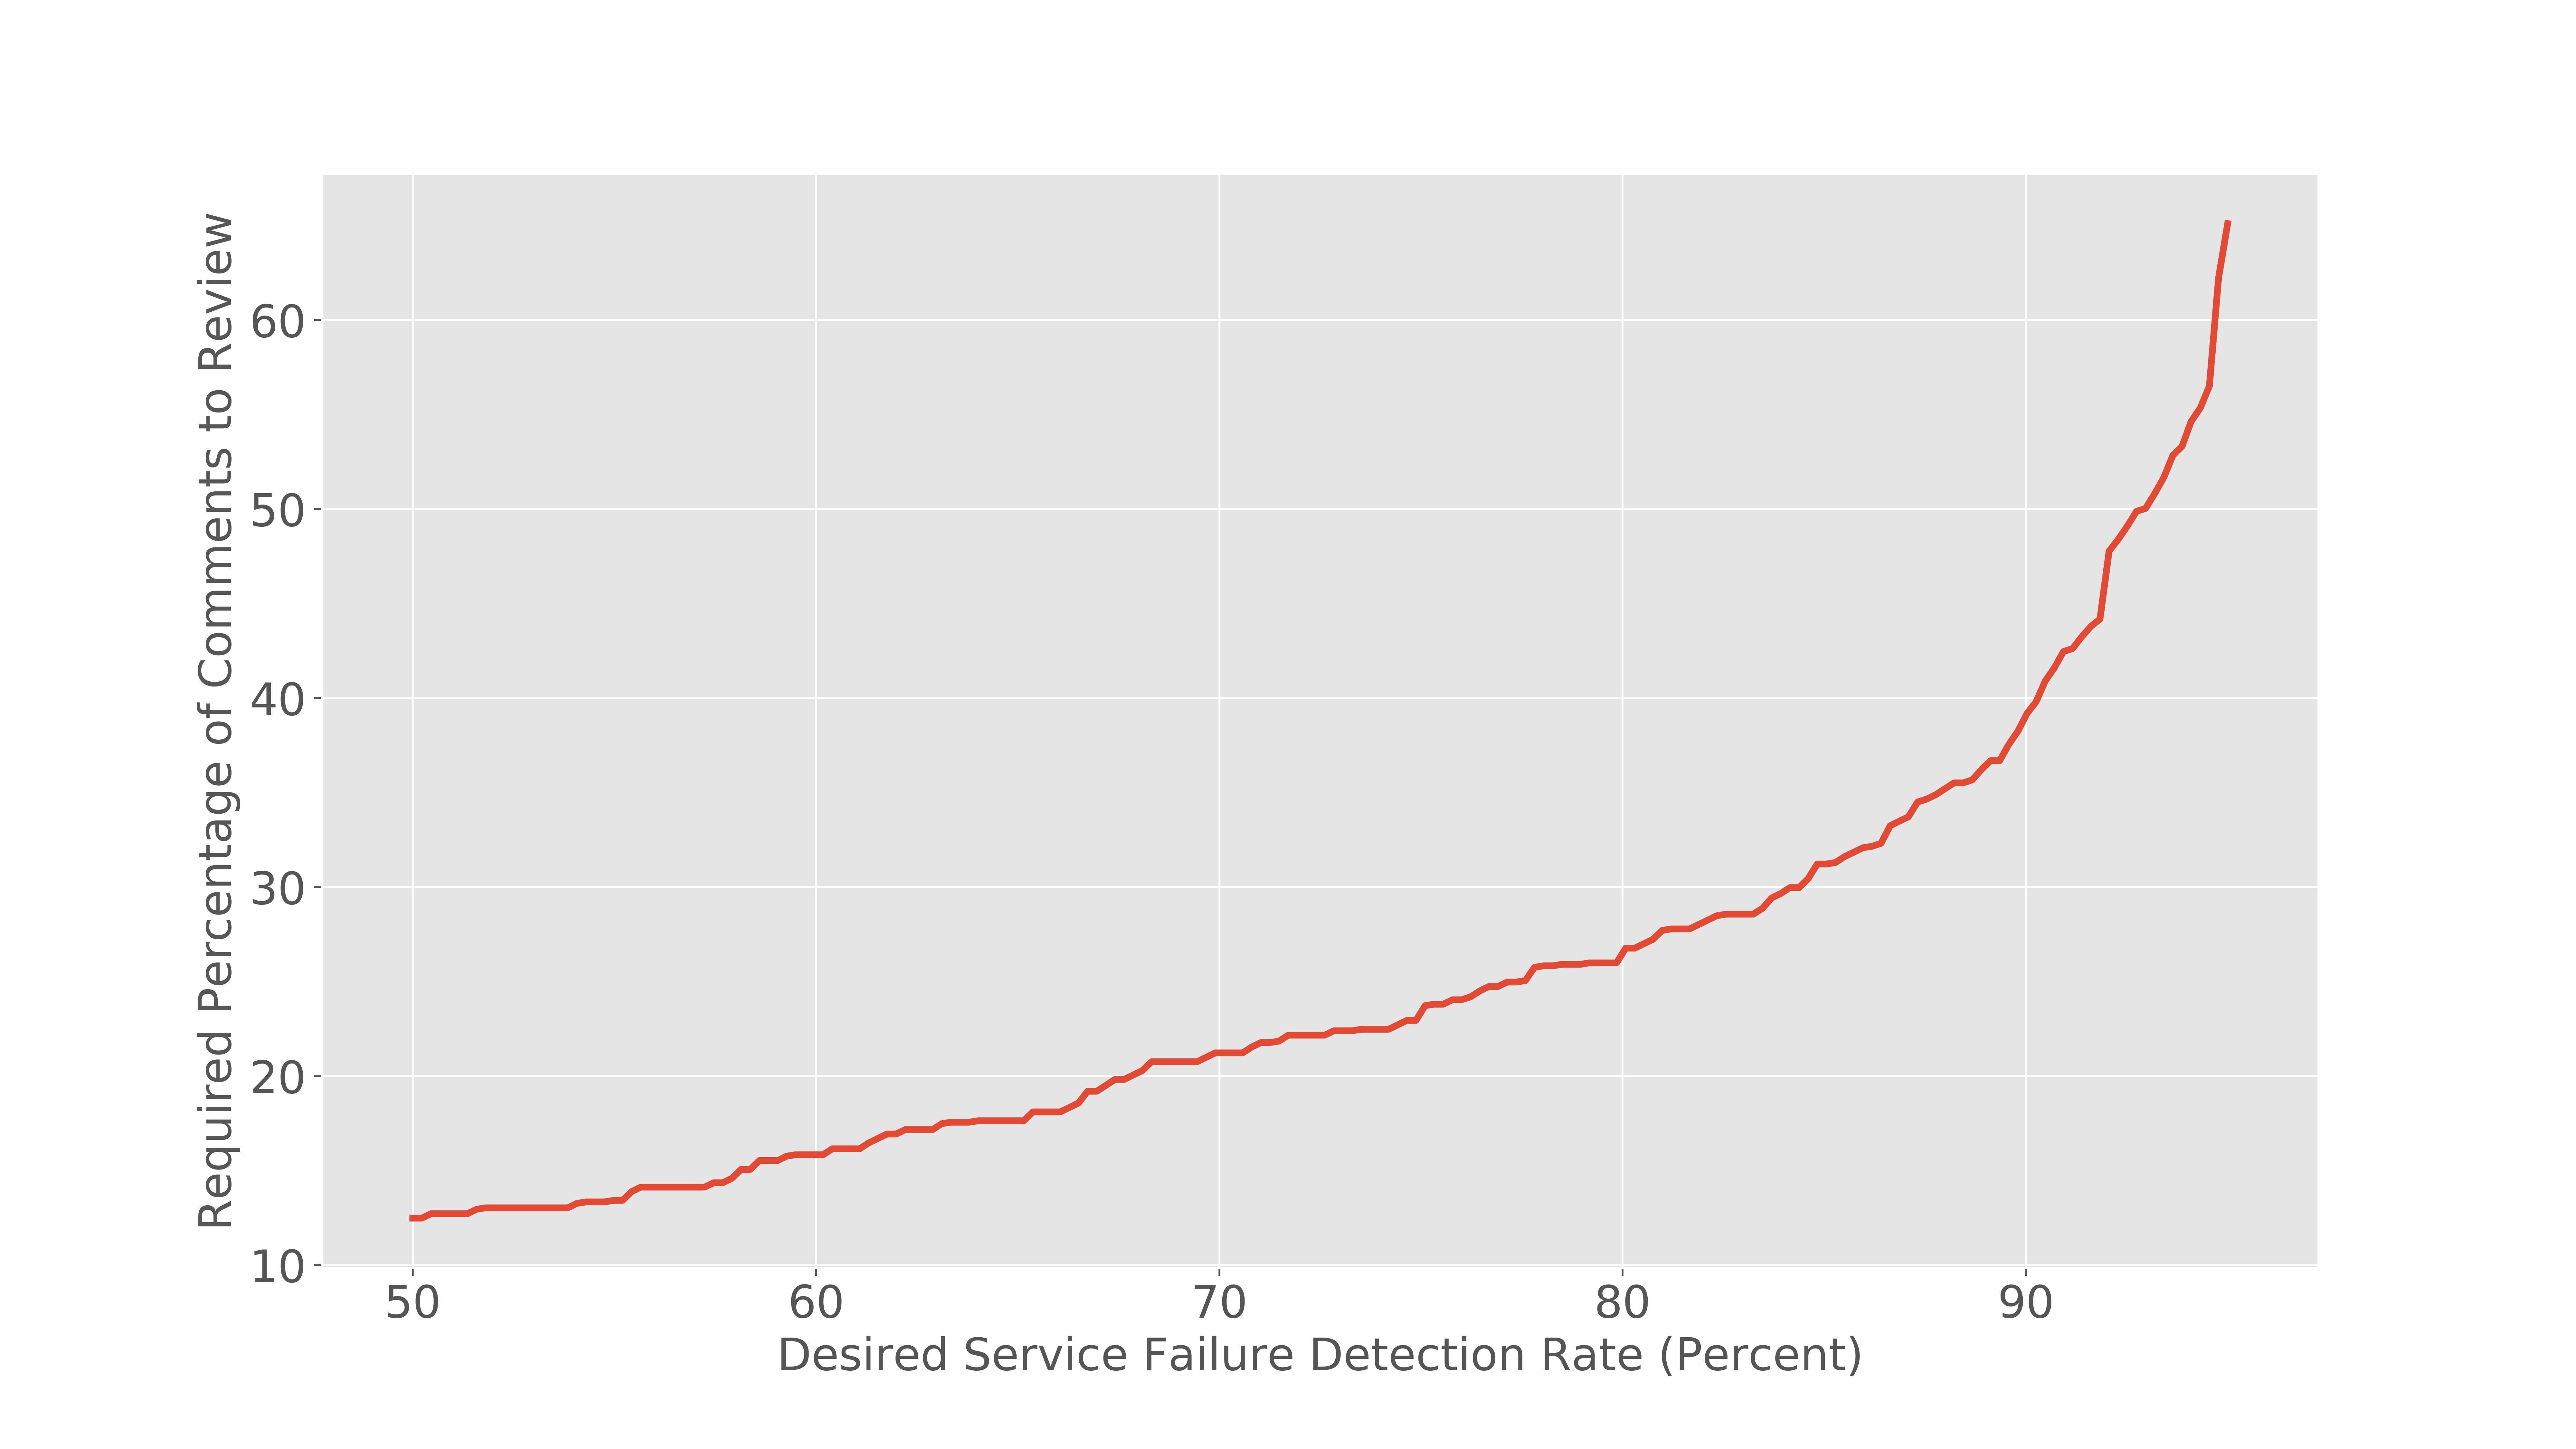 Required Percentage of Comments to Review
60
50
40
30
20
10
50 60 70 80 90
Desired Service Failure Detection Rate (Percent)